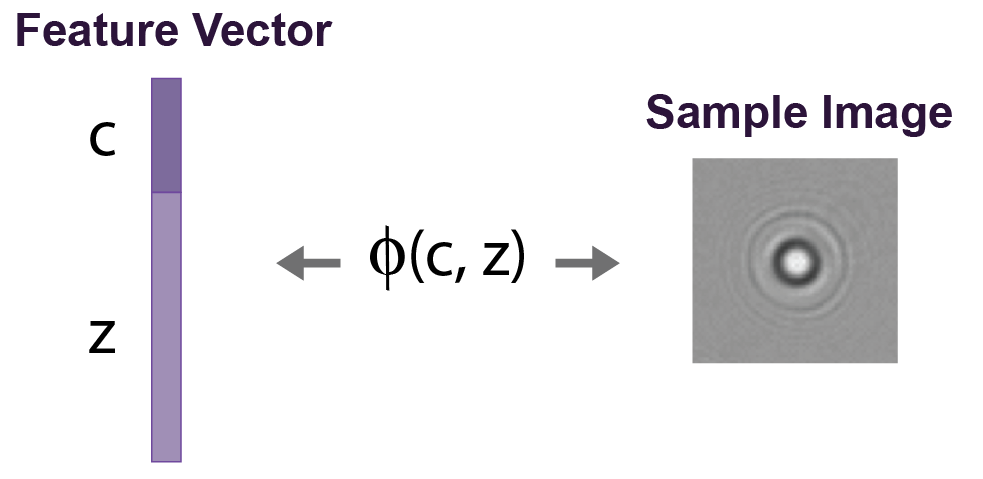 Feature Vector
c
z
ϕ(c, z)
Sample Image